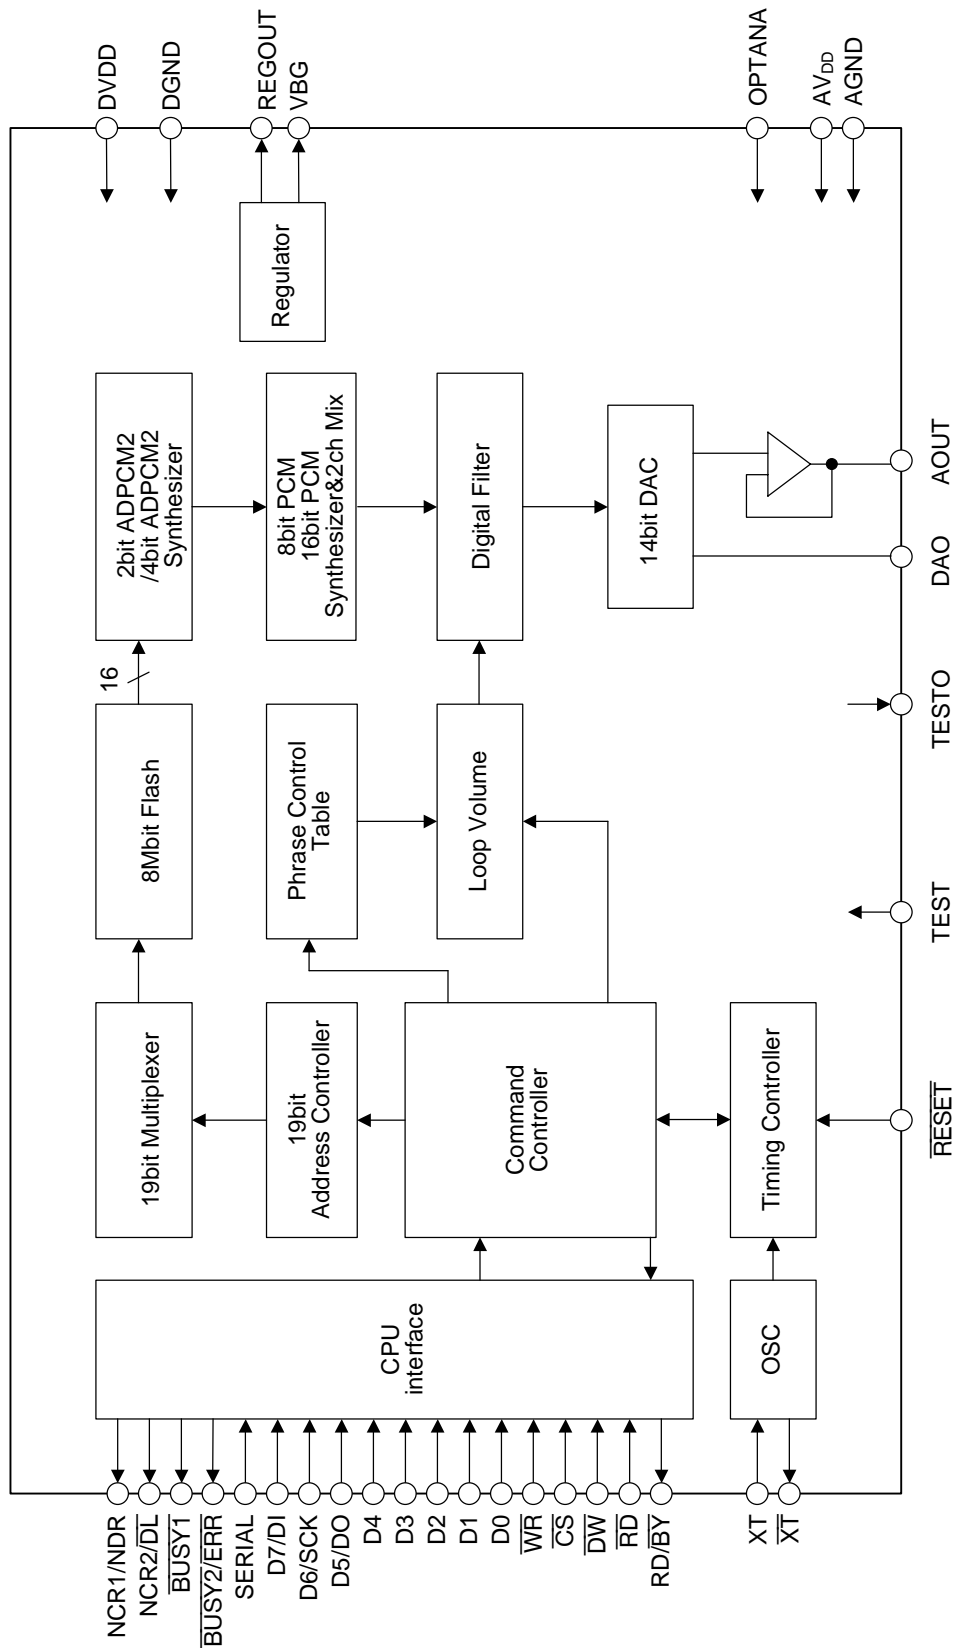 DVDD
DGND
REGOUT
VBG
OPTANA
AVDD
AGND
Regulator
2bit ADPCM2
/4bit ADPCM2
Synthesizer
8bit PCM
16bit PCM
Synthesizer&2ch Mix
Digital Filter
14bit DAC
AOUT
DAO
16
8Mbit Flash
Phrase Control
Table
Loop Volume
TESTO
TEST
19bit Multiplexer
19bit
Address Controller
Command
Controller
Timing Controller
RESET
CPU
interface
OSC
NCR1/NDR
NCR2/DL
BUSY1
BUSY2/ERR
SERIAL
D7/DI
D6/SCK
D5/DO
D4
D3
D2
D1
D0
WR
CS
DW
RD
RD/BY
XT
XT